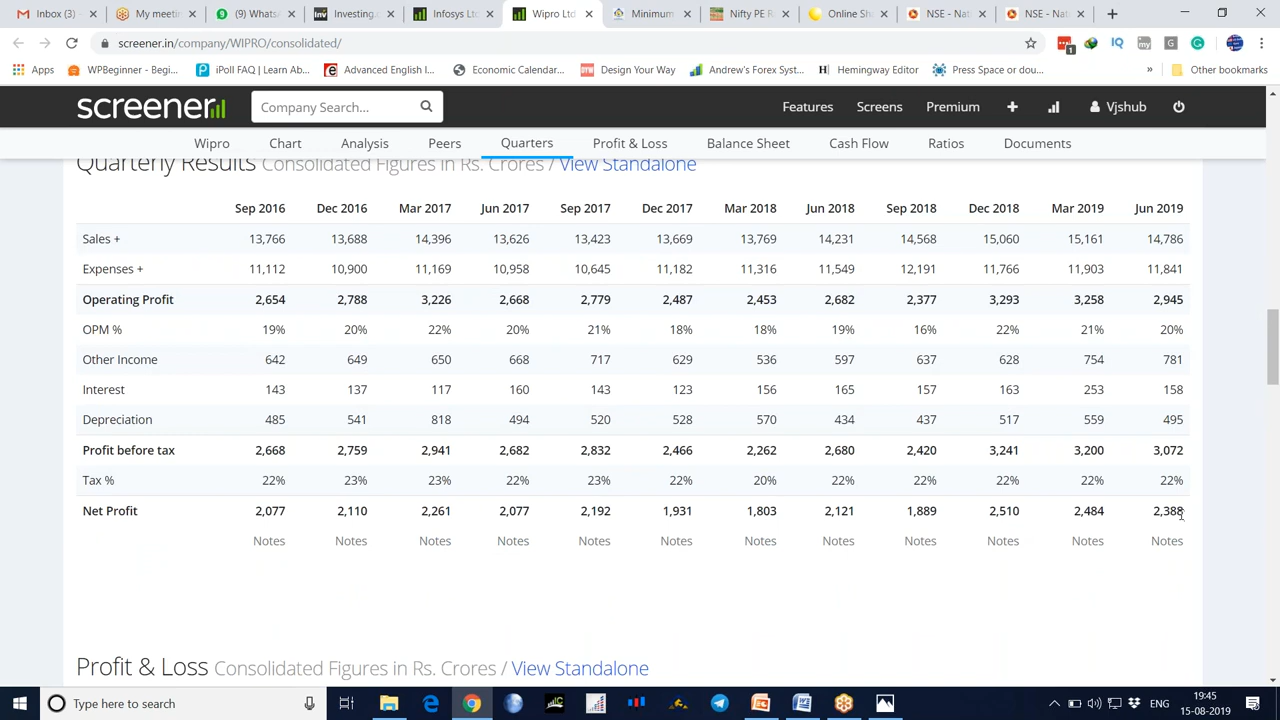 Inbox (3)
My meetin
(9) Whats
Investing.c
Infosys Ltd
Wipro Ltd
Minimum
Nifty PE R
Online Sha
NSE - Nati
NSE - Nati
screener.in/company/WIPRO/consolidated/
Apps
WPBeginner - Begi...
iPoll FAQ | Learn Ab...
Advanced English I...
Economic Calendar...
Design Your Way
Andrew's Forex Syst...
Hemingway Editor
Press Space or dou...
»
Other bookmarks
screener
Company Search...
Features
Screens
Premium
Vjshub
Wipro
Chart
Analysis
Peers
Quarters
Profit & Loss
Balance Sheet
Cash Flow
Ratios
Documents
Quarterly Results Consolidated Figures in Rs. Crores / View Standalone
Sep 2016 Dec 2016 Mar 2017 Jun 2017 Sep 2017 Dec 2017 Mar 2018 Jun 2018 Sep 2018 Dec 2018 Mar 2019 Jun 2019
Sales + 13,766 13,688 14,396 13,626 13,423 13,669 13,769 14,231 14,568 15,060 15,161 14,786
Expenses + 11,112 10,900 11,169 10,958 10,645 11,182 11,316 11,549 12,191 11,766 11,903 11,841
Operating Profit 2,654 2,788 3,226 2,668 2,779 2,487 2,453 2,682 2,377 3,293 3,258 2,945
OPM % 19% 20% 22% 20% 21% 18% 18% 19% 16% 22% 21% 20%
Other Income 642 649 650 668 717 629 536 597 637 628 754 781
Interest 143 137 117 160 143 123 156 165 157 163 253 158
Depreciation 485 541 818 494 520 528 570 434 437 517 559 495
Profit before tax 2,668 2,759 2,941 2,682 2,832 2,466 2,262 2,680 2,420 3,241 3,200 3,072
Tax % 22% 23% 23% 22% 23% 22% 20% 22% 22% 22% 22% 22%
Net Profit 2,077 2,110 2,261 2,077 2,192 1,931 1,803 2,121 1,889 2,510 2,484 2,388
Notes Notes Notes Notes Notes Notes Notes Notes Notes Notes Notes Notes
Profit & Loss Consolidated Figures in Rs. Crores / View Standalone
Type here to search
ENG
19:45
15-08-2019